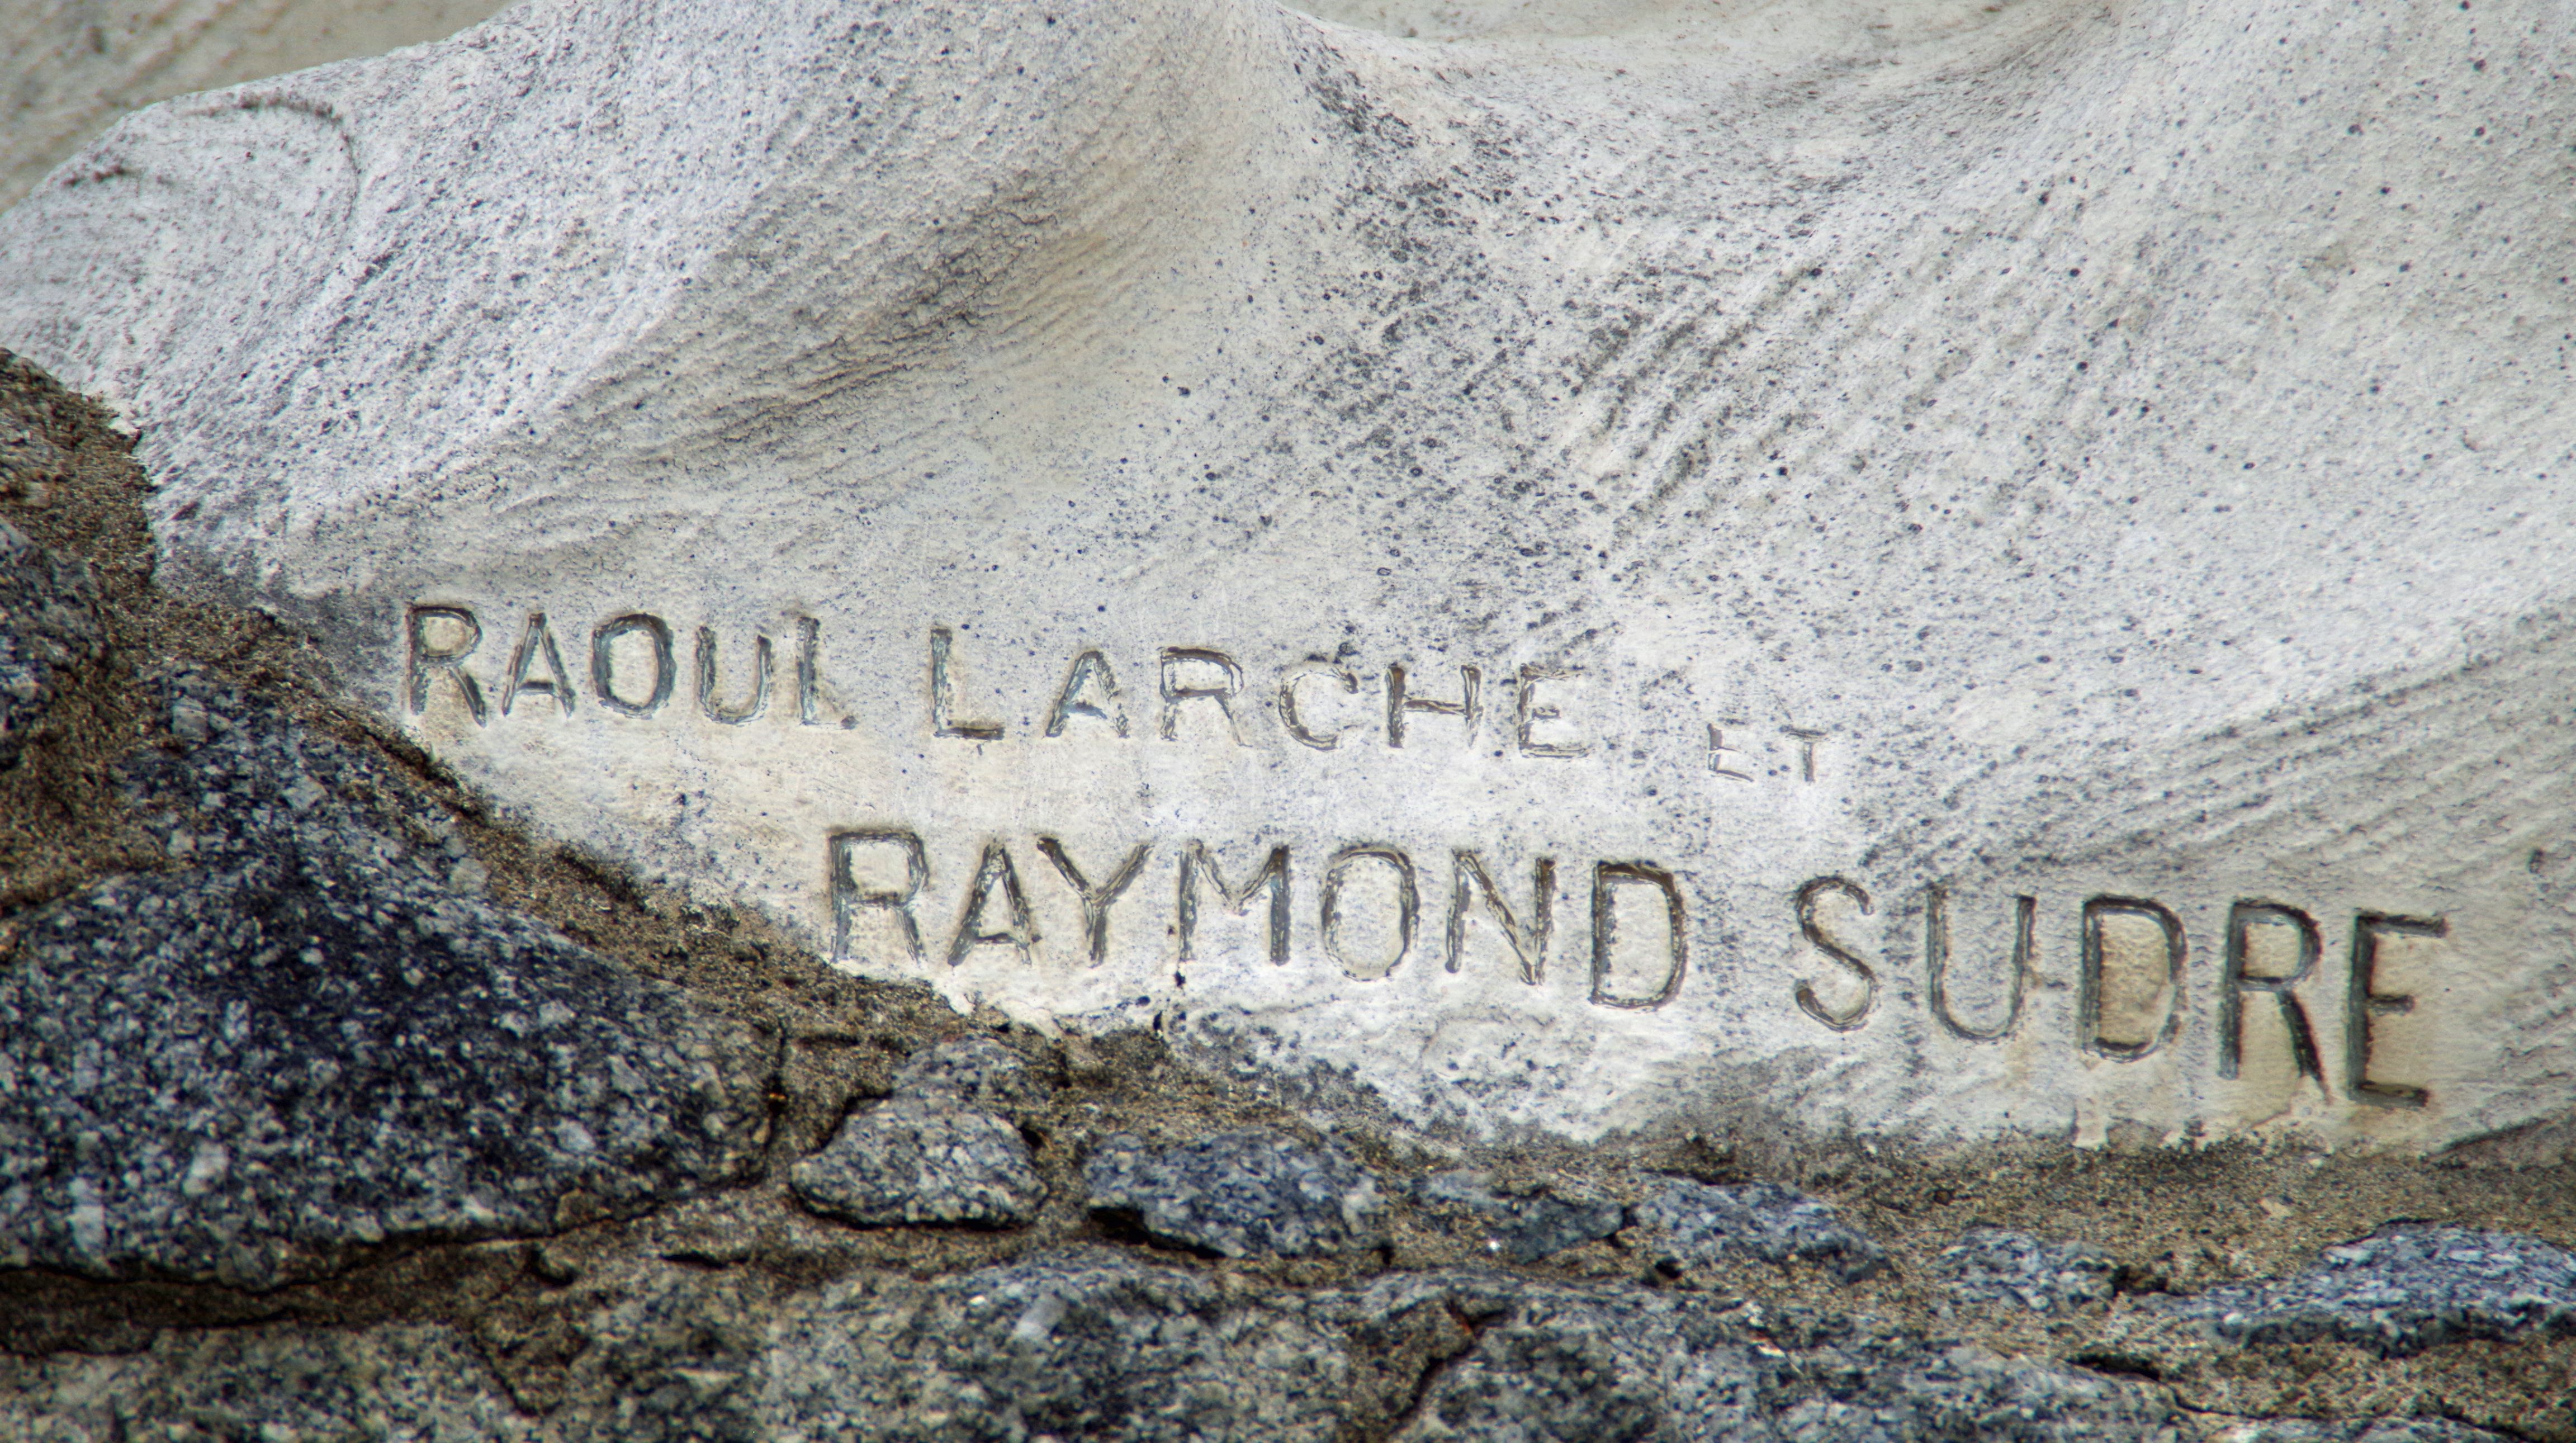 RAOUL LARCHE ET
RAYMOND SUDRE